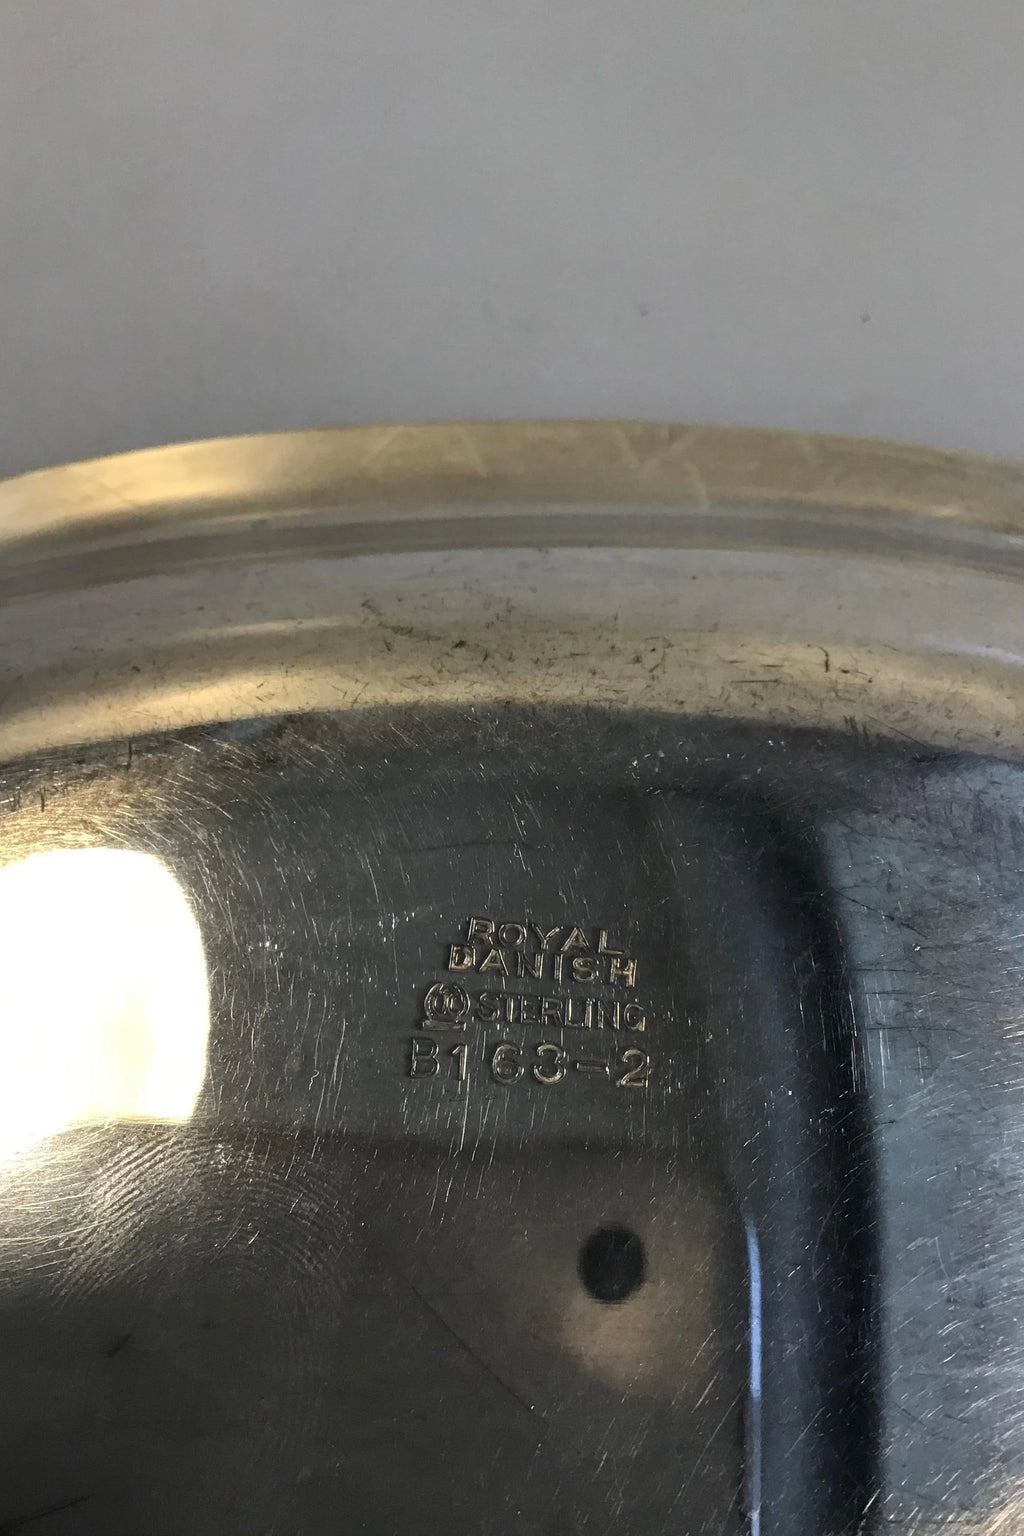 ROYAL
DANISH
STERLING
B163-2